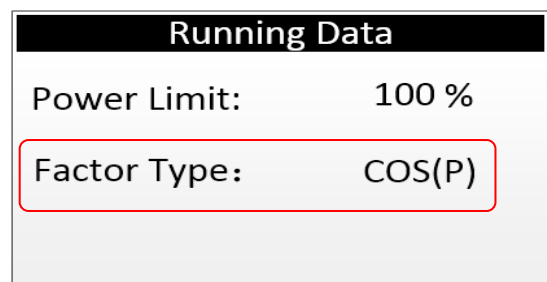 Running Data
Power Limit: 100 %
Factor Type： COS(P)